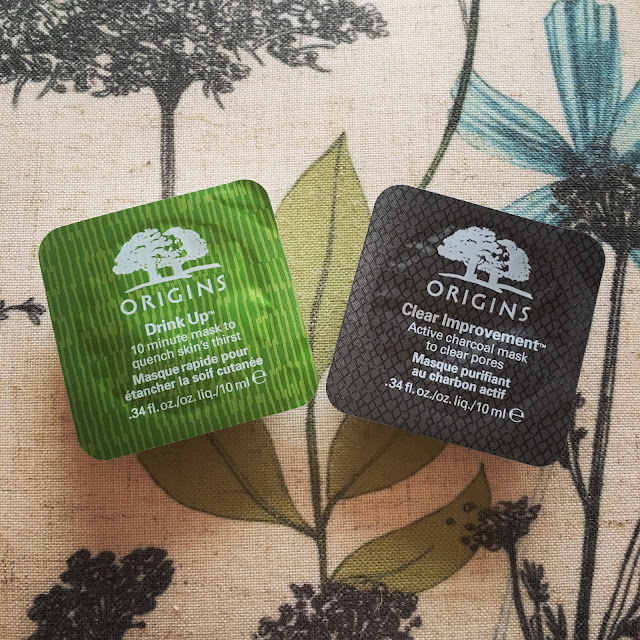 ORIGINS
Drink Up™
10 minute mask to
quench skin's thirst
Masque rapide pour
étancher la soif cutanée
.34 fl. oz./oz. liq./10 ml ℮
ORIGINS
Clear Improvement™
Active charcoal mask
to clear pores
Masque purifiant
au charbon actif
.34 fl. oz./oz. liq./10 ml ℮